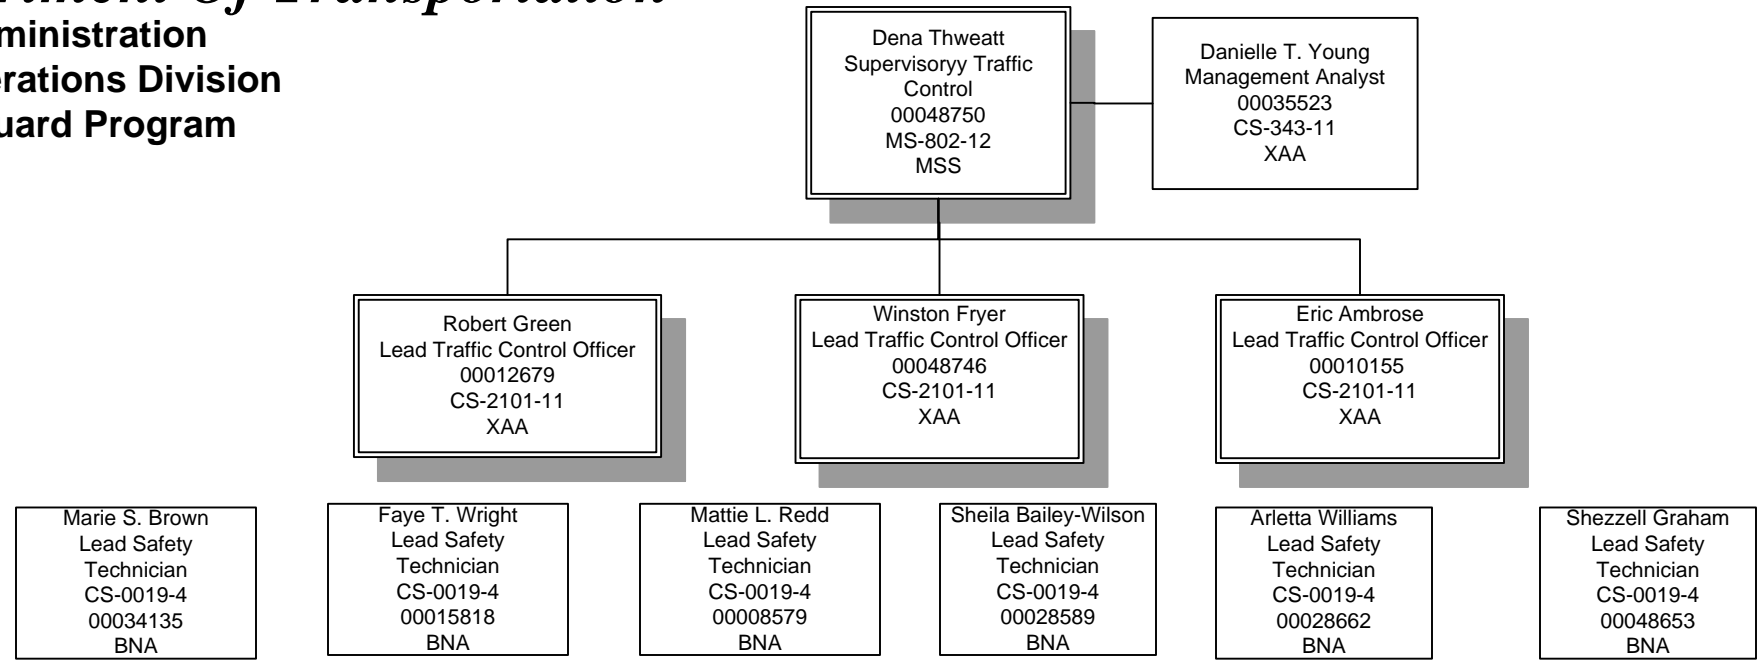 rtment Of Transportation
ministration
erations Division
uard Program
Dena Thweatt
Supervisoryy Traffic
Control
00048750
MS-802-12
MSS
Danielle T. Young
Management Analyst
00035523
CS-343-11
XAA
Robert Green
Lead Traffic Control Officer
00012679
CS-2101-11
XAA
Winston Fryer
Lead Traffic Control Officer
00048746
CS-2101-11
XAA
Eric Ambrose
Lead Traffic Control Officer
00010155
CS-2101-11
XAA
Marie S. Brown
Lead Safety
Technician
CS-0019-4
00034135
BNA
Faye T. Wright
Lead Safety
Technician
CS-0019-4
00015818
BNA
Mattie L. Redd
Lead Safety
Technician
CS-0019-4
00008579
BNA
Sheila Bailey-Wilson
Lead Safety
Technician
CS-0019-4
00028589
BNA
Arletta Williams
Lead Safety
Technician
CS-0019-4
00028662
BNA
Shezzell Graham
Lead Safety
Technician
CS-0019-4
00048653
BNA